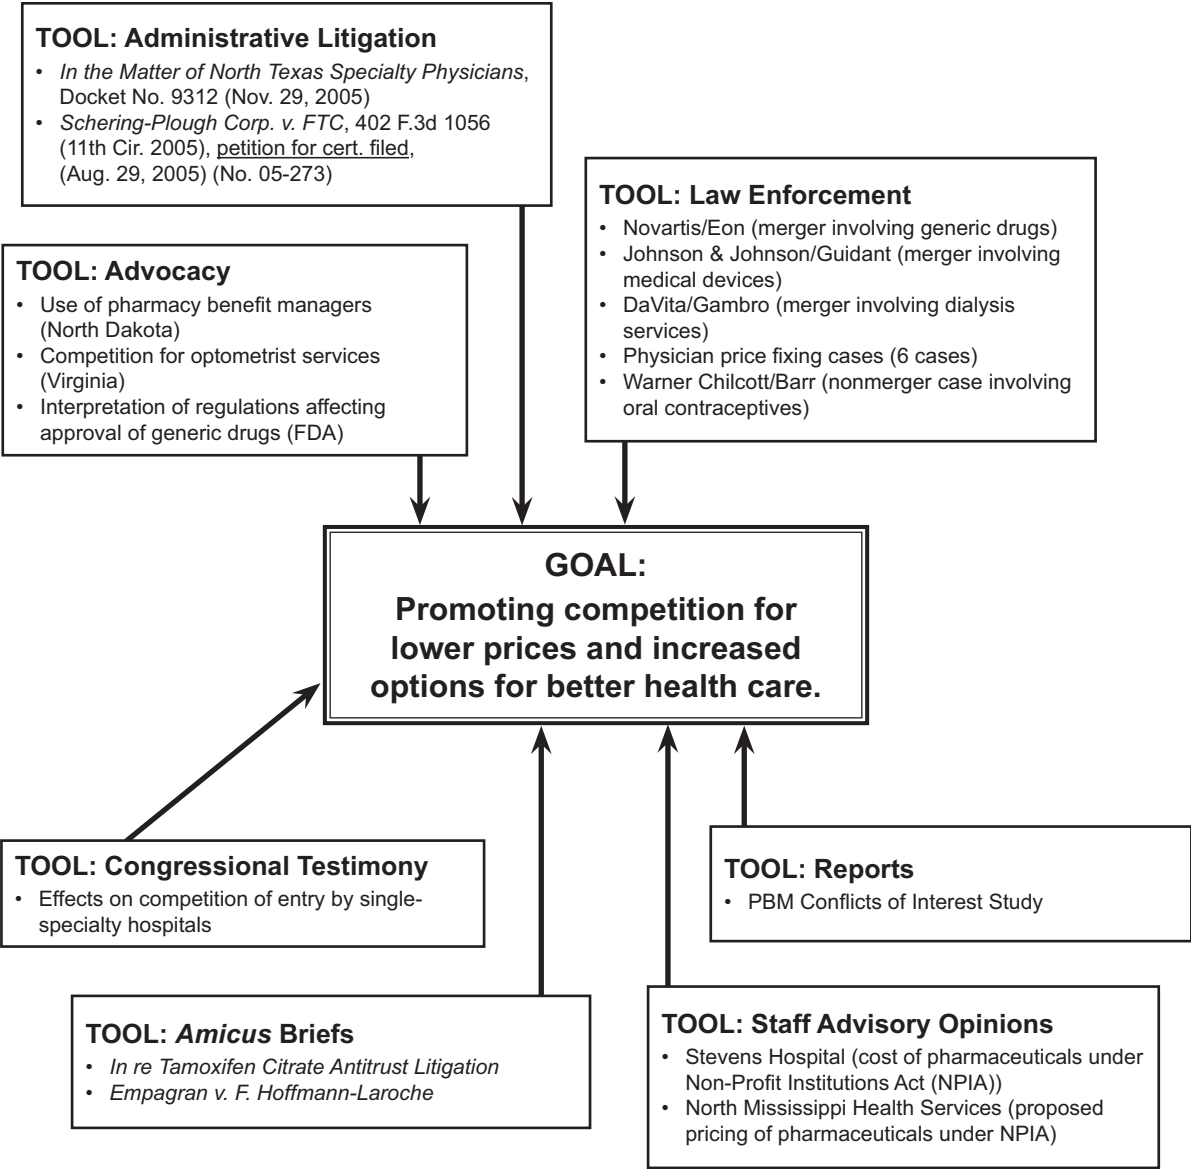 TOOL: Administrative Litigation
• In the Matter of North Texas Specialty Physicians,
Docket No. 9312 (Nov. 29, 2005)
• Schering-Plough Corp. v. FTC, 402 F.3d 1056
(11th Cir. 2005), petition for cert. filed,
(Aug. 29, 2005) (No. 05-273)
TOOL: Law Enforcement
• Novartis/Eon (merger involving generic drugs)
• Johnson & Johnson/Guidant (merger involving
medical devices)
• DaVita/Gambro (merger involving dialysis
services)
• Physician price fixing cases (6 cases)
• Warner Chilcott/Barr (nonmerger case involving
oral contraceptives)
TOOL: Advocacy
• Use of pharmacy benefit managers
(North Dakota)
• Competition for optometrist services
(Virginia)
• Interpretation of regulations affecting
approval of generic drugs (FDA)
GOAL:
Promoting competition for
lower prices and increased
options for better health care.
TOOL: Congressional Testimony
• Effects on competition of entry by single-
specialty hospitals
TOOL: Reports
• PBM Conflicts of Interest Study
TOOL: Amicus Briefs
• In re Tamoxifen Citrate Antitrust Litigation
• Empagran v. F. Hoffmann-Laroche
TOOL: Staff Advisory Opinions
• Stevens Hospital (cost of pharmaceuticals under
Non-Profit Institutions Act (NPIA))
• North Mississippi Health Services (proposed
pricing of pharmaceuticals under NPIA)